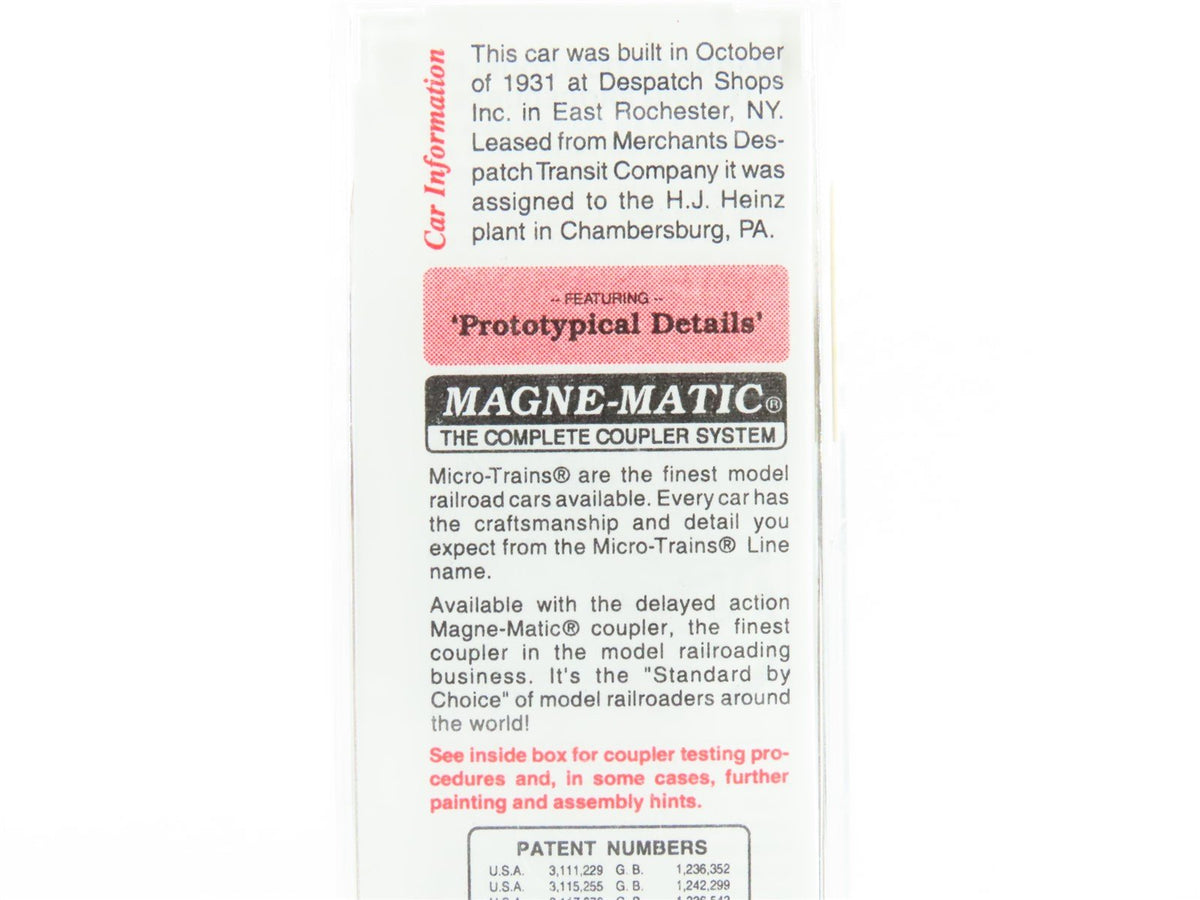 Car Information
This car was built in October
of 1931 at Despatch Shops
Inc. in East Rochester, NY.
Leased from Merchants Des-
patch Transit Company it was
assigned to the H.J. Heinz
plant in Chambersburg, PA.
-- FEATURING --
'Prototypical Details'
MAGNE-MATIC®
THE COMPLETE COUPLER SYSTEM
Micro-Trains® are the finest model
railroad cars available. Every car has
the craftsmanship and detail you
expect from the Micro-Trains® Line
name.
Available with the delayed action
Magne-Matic® coupler, the finest
coupler in the model railroading
business. It's the "Standard by
Choice" of model railroaders around
the world!
See inside box for coupler testing pro-
cedures and, in some cases, further
painting and assembly hints.
PATENT NUMBERS
U.S.A. 3,111,229 G. B. 1,236,352
U.S.A. 3,115,255 G. B. 1,242,299